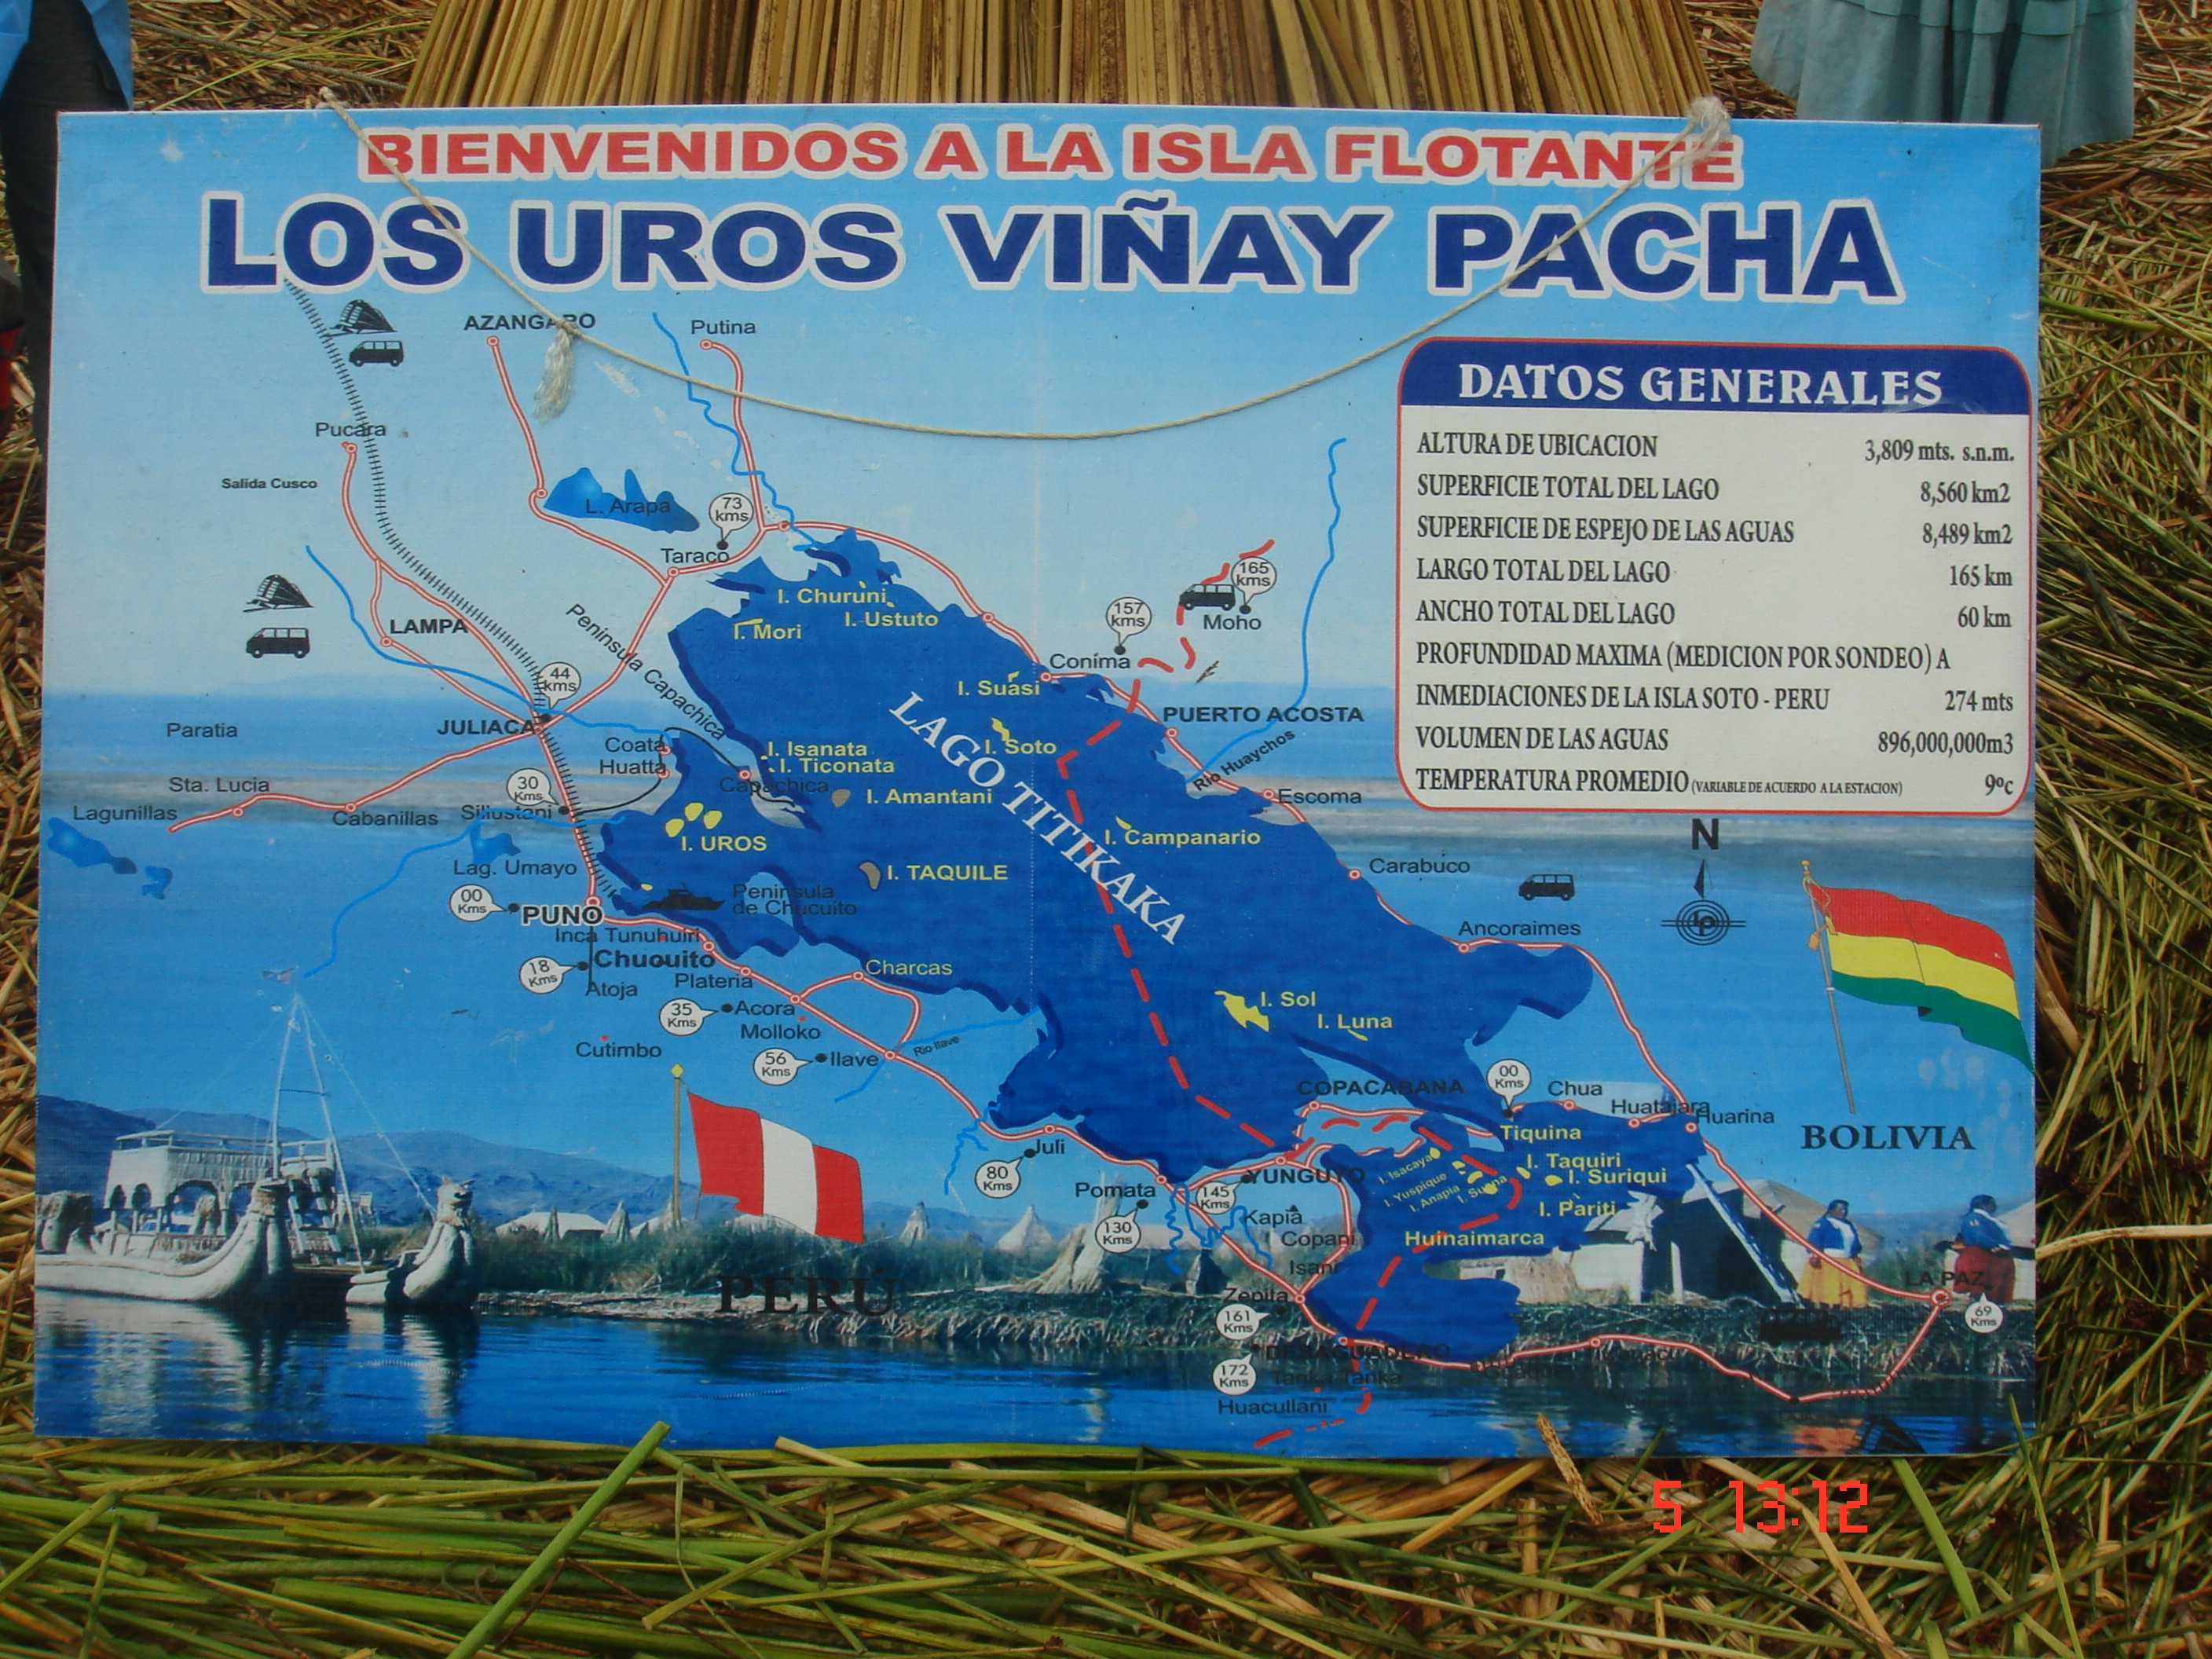 BIENVENIDOS A LA ISLA FLOTANTE
LOS UROS VIÑAY PACHA
AZANGARO
Putina
Pucara
Salida Cusco
L. Arapa
73 kms
Taraco
LAMPA
Peninsula Capachica
I. Churuni
I. Ustuto
I. Mori
157 kms
165 kms
Moho
Conima
I. Suasi
44 kms
JULIACA
Paratia
Coata
Huatta
I. Isanata
I. Ticonata
I. Soto
PUERTO ACOSTA
Rio Huaychos
Sta. Lucia
Lagunillas
Cabanillas
30 Kms
Sillustani
Capachica
I. Amantani
LAGO TITIKAKA
Escoma
I. UROS
I. Campanario
Lag. Umayo
I. TAQUILE
Carabuco
00 Kms
PUNO
Peninsula
de Chucuito
Ancoraimes
Inca Tunuhuiri
18 Kms
Chucuito
Atoja
Plateria
Charcas
35 Kms
Acora
Molloko
Cutimbo
56 Kms
Ilave
Rio Ilave
I. Sol
I. Luna
COPACABANA
00 Kms
Chua
Huatajara
Huarina
Tiquina
Juli
80 Kms
Pomata
130 Kms
145 Kms
YUNGUYO
Kapia
Copani
Isani
Zepita
161 Kms
172 Kms
Huacullani
I. Isacaya
I. Yuspique
I. Anapia
I. Taquiri
I. Suriqui
I. Pariti
Huinaimarca
LA PAZ
69 Kms
PERÚ
BOLIVIA
N
DATOS GENERALES
ALTURA DE UBICACION 3,809 mts. s.n.m.
SUPERFICIE TOTAL DEL LAGO 8,560 km2
SUPERFICIE DE ESPEJO DE LAS AGUAS 8,489 km2
LARGO TOTAL DEL LAGO 165 km
ANCHO TOTAL DEL LAGO 60 km
PROFUNDIDAD MAXIMA (MEDICION POR SONDEO) A
INMEDIACIONES DE LA ISLA SOTO - PERU 274 mts
VOLUMEN DE LAS AGUAS 896,000,000m3
TEMPERATURA PROMEDIO (VARIABLE DE ACUERDO A LA ESTACION) 9ºc
5 13:12